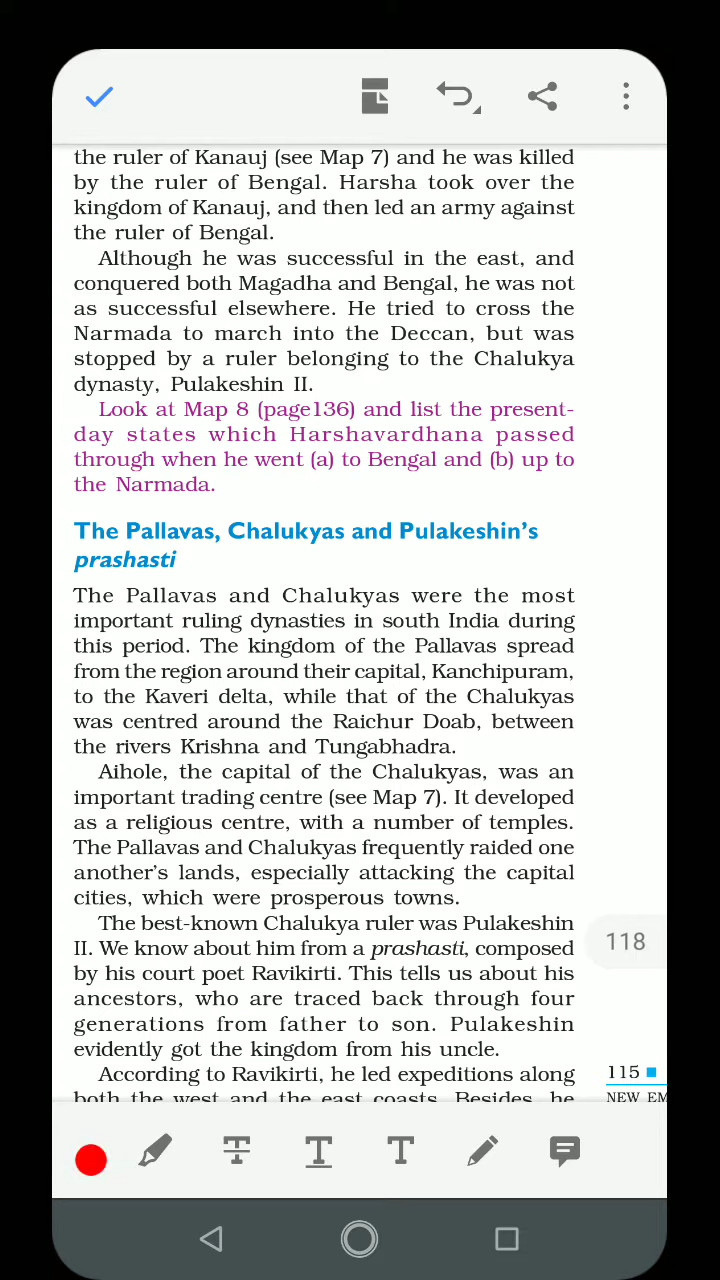 the ruler of Kanauj (see Map 7) and he was killed
by the ruler of Bengal. Harsha took over the
kingdom of Kanauj, and then led an army against
the ruler of Bengal.
Although he was successful in the east, and
conquered both Magadha and Bengal, he was not
as successful elsewhere. He tried to cross the
Narmada to march into the Deccan, but was
stopped by a ruler belonging to the Chalukya
dynasty, Pulakeshin II.
Look at Map 8 (page136) and list the present-
day states which Harshavardhana passed
through when he went (a) to Bengal and (b) up to
the Narmada.
The Pallavas, Chalukyas and Pulakeshin's
prashasti
The Pallavas and Chalukyas were the most
important ruling dynasties in south India during
this period. The kingdom of the Pallavas spread
from the region around their capital, Kanchipuram,
to the Kaveri delta, while that of the Chalukyas
was centred around the Raichur Doab, between
the rivers Krishna and Tungabhadra.
Aihole, the capital of the Chalukyas, was an
important trading centre (see Map 7). It developed
as a religious centre, with a number of temples.
The Pallavas and Chalukyas frequently raided one
another's lands, especially attacking the capital
cities, which were prosperous towns.
The best-known Chalukya ruler was Pulakeshin
II. We know about him from a prashasti, composed
by his court poet Ravikirti. This tells us about his
ancestors, who are traced back through four
generations from father to son. Pulakeshin
evidently got the kingdom from his uncle.
According to Ravikirti, he led expeditions along
both the west and the east coasts. Besides, he
118
115
NEW EM
T
T
T